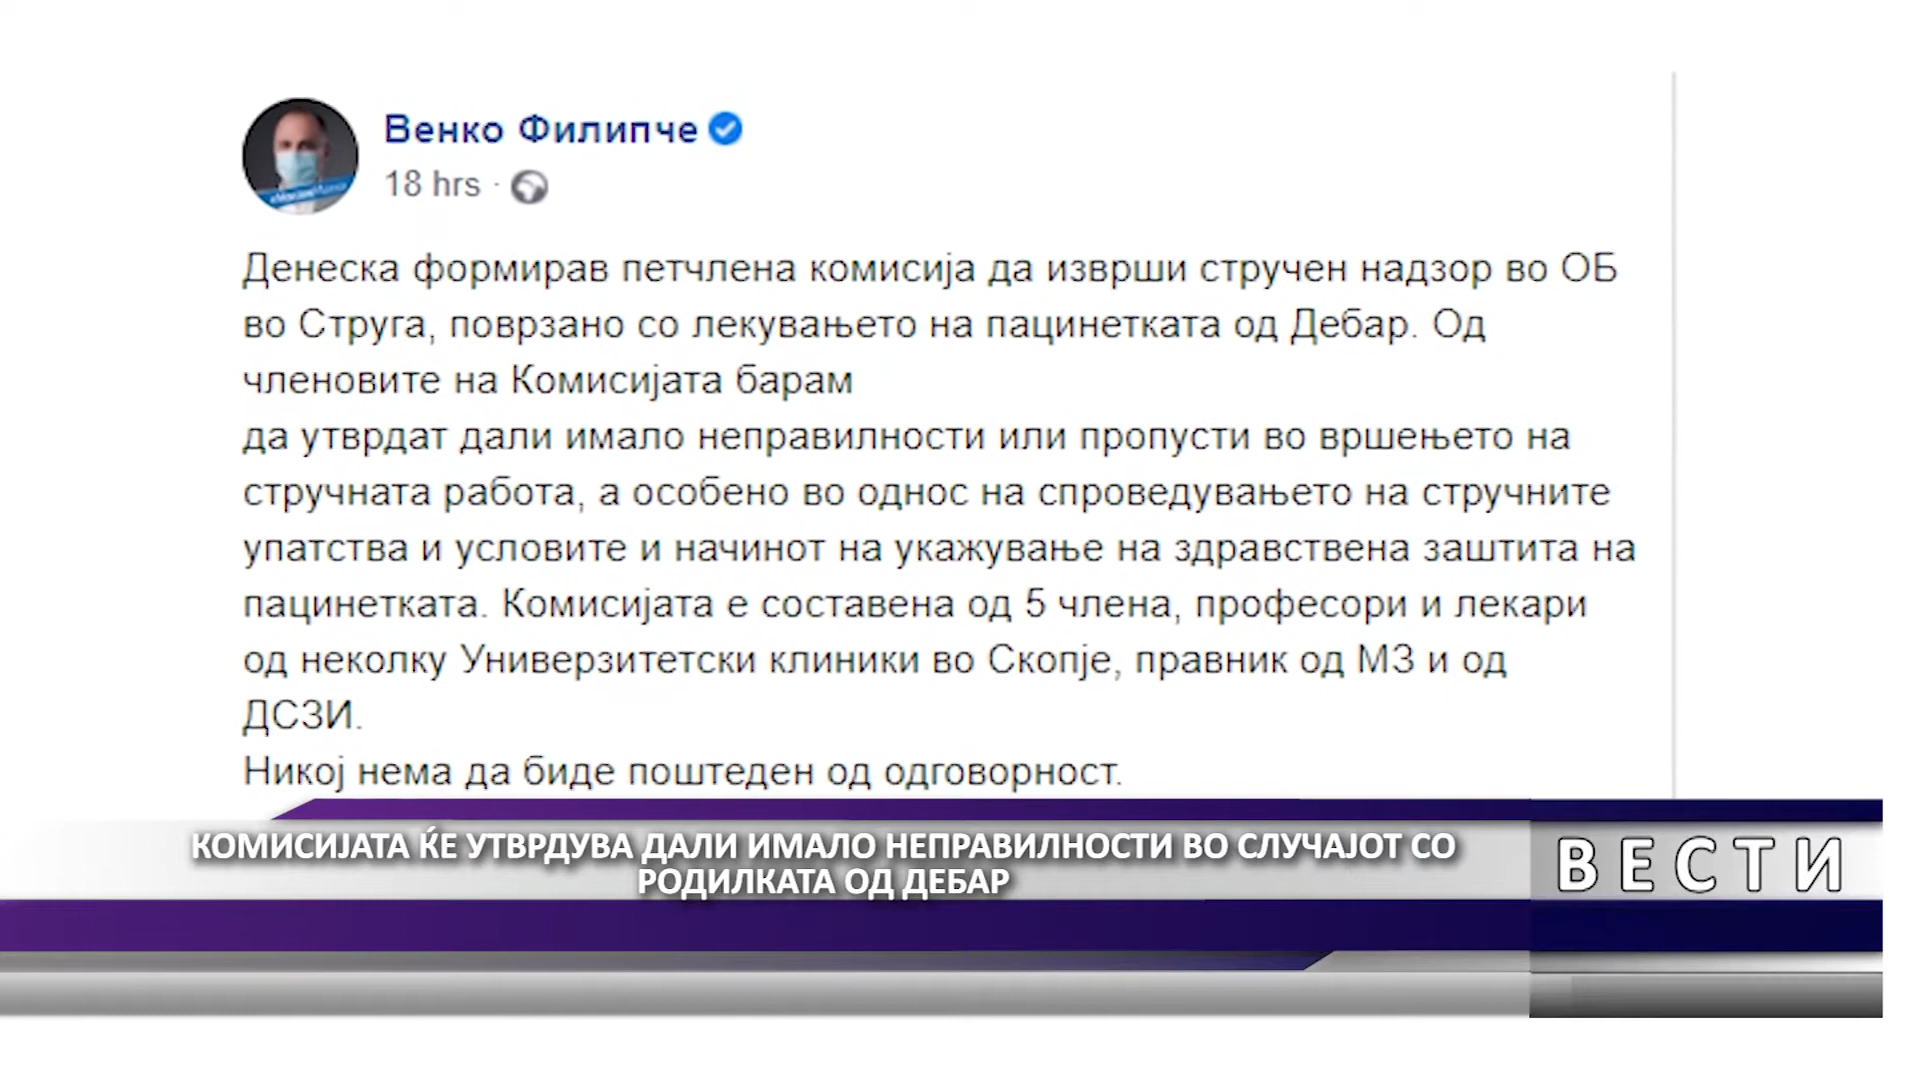 Венко Филипче
18 hrs ·
Денеска формирав петчлена комисија да изврши стручен надзор во ОБ
во Струга, поврзано со лекувањето на пацинетката од Дебар. Од
членовите на Комисијата барам
да утврдат дали имало неправилности или пропусти во вршењето на
стручната работа, а особено во однос на спроведувањето на стручните
упатства и условите и начинот на укажување на здравствена заштита на
пацинетката. Комисијата е составена од 5 члена, професори и лекари
од неколку Универзитетски клиники во Скопје, правник од МЗ и од
ДСЗИ.
Никој нема да биде поштеден од одговорност.
КОМИСИЈАТА ЌЕ УТВРДУВА ДАЛИ ИМАЛО НЕПРАВИЛНОСТИ ВО СЛУЧАЈОТ СО
РОДИЛКАТА ОД ДЕБАР
ВЕСТИ